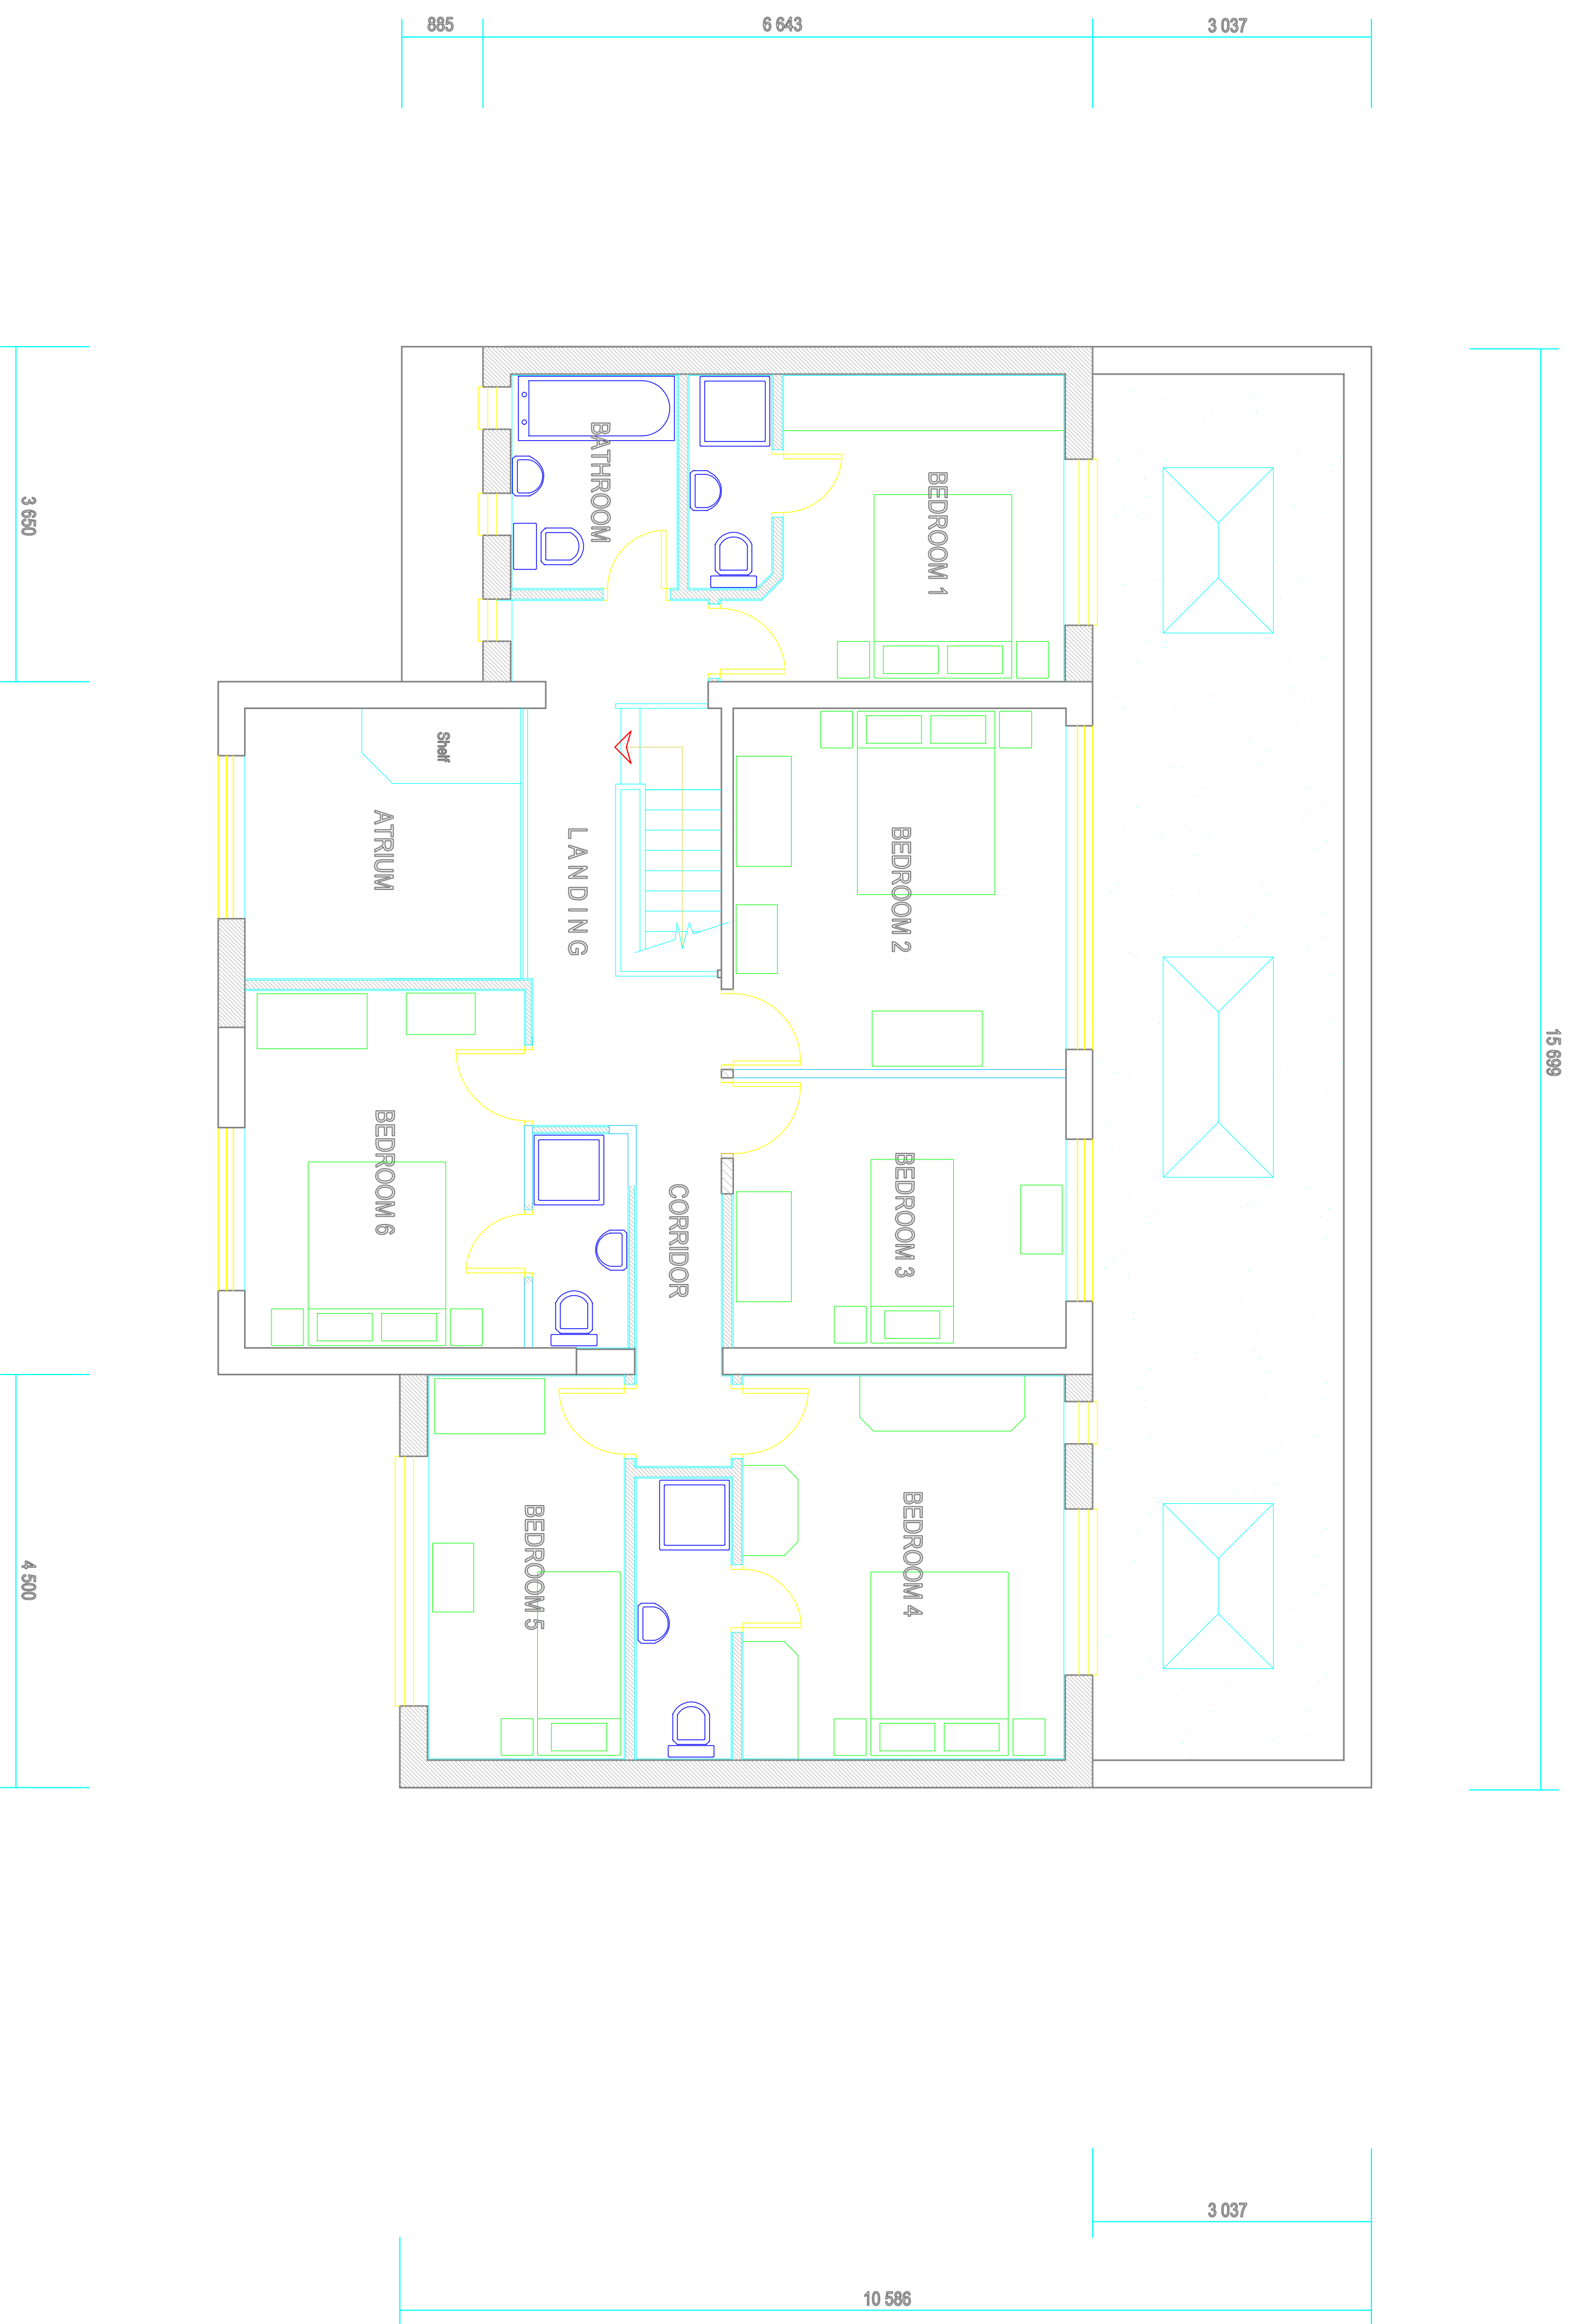 885
6 643
3 037
3 650
BATHROOM
BEDROOM 1
Shelf
ATRIUM
LANDING
BEDROOM 2
15 699
BEDROOM 6
CORRIDOR
BEDROOM 3
4 500
BEDROOM 5
BEDROOM 4
3 037
10 586